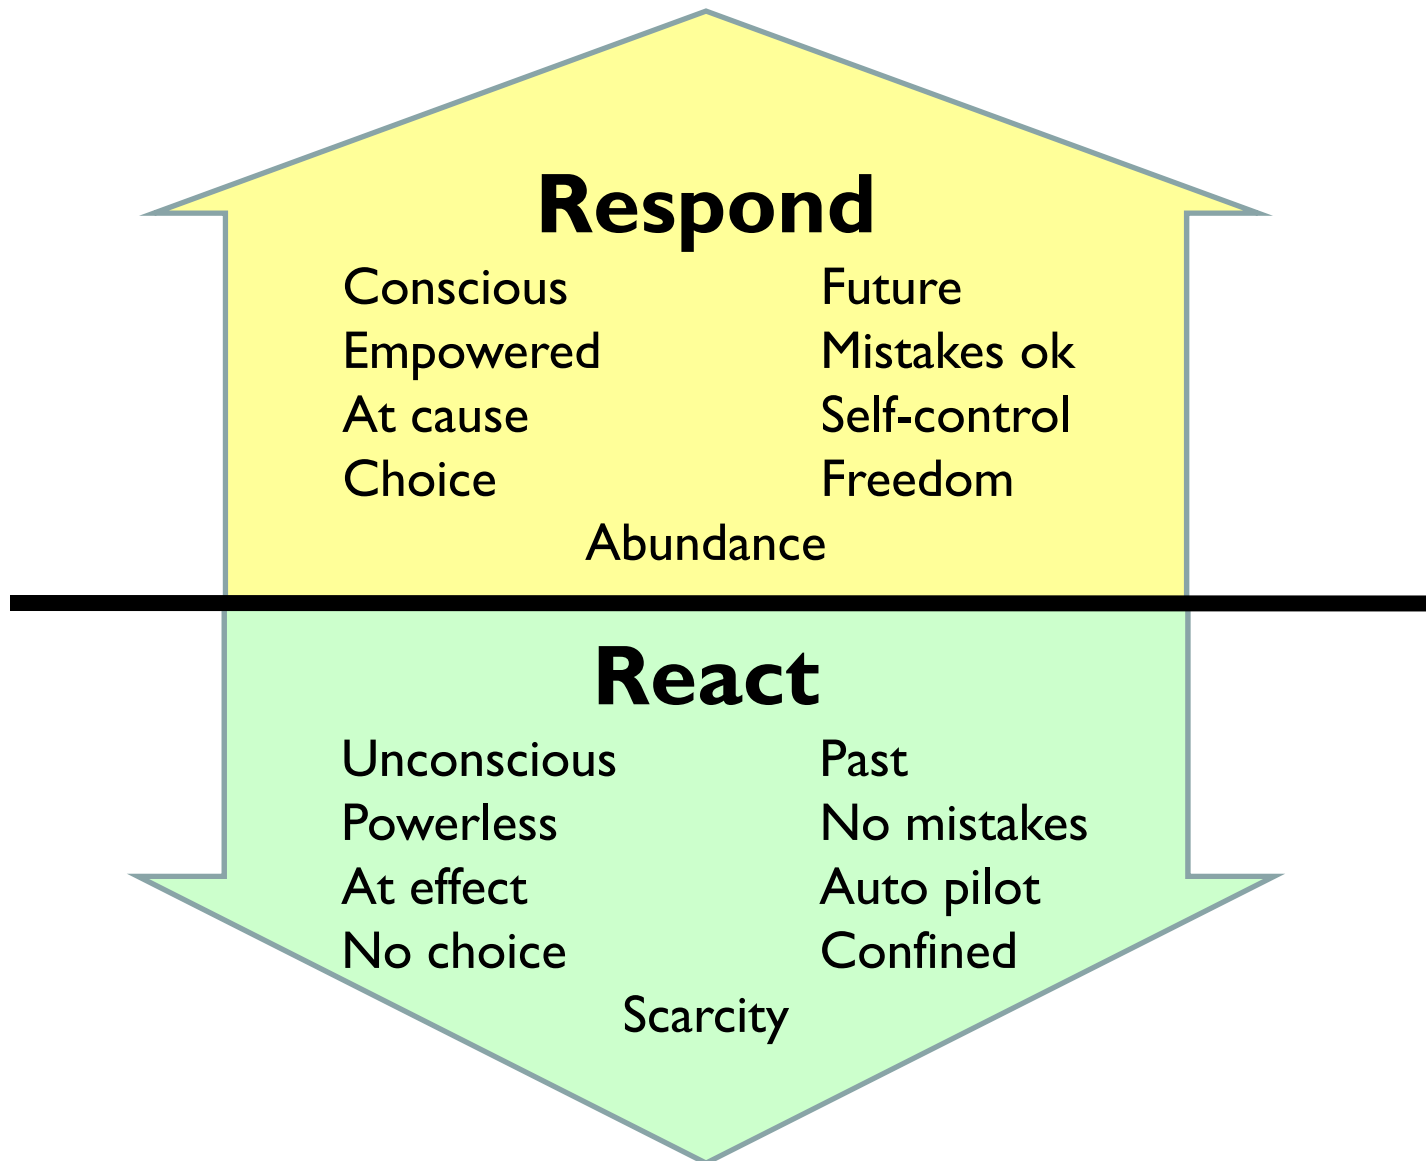 Respond
Conscious Future
Empowered Mistakes ok
At cause Self-control
Choice Freedom
Abundance
React
Unconscious Past
Powerless No mistakes
At effect Auto pilot
No choice Confined
Scarcity